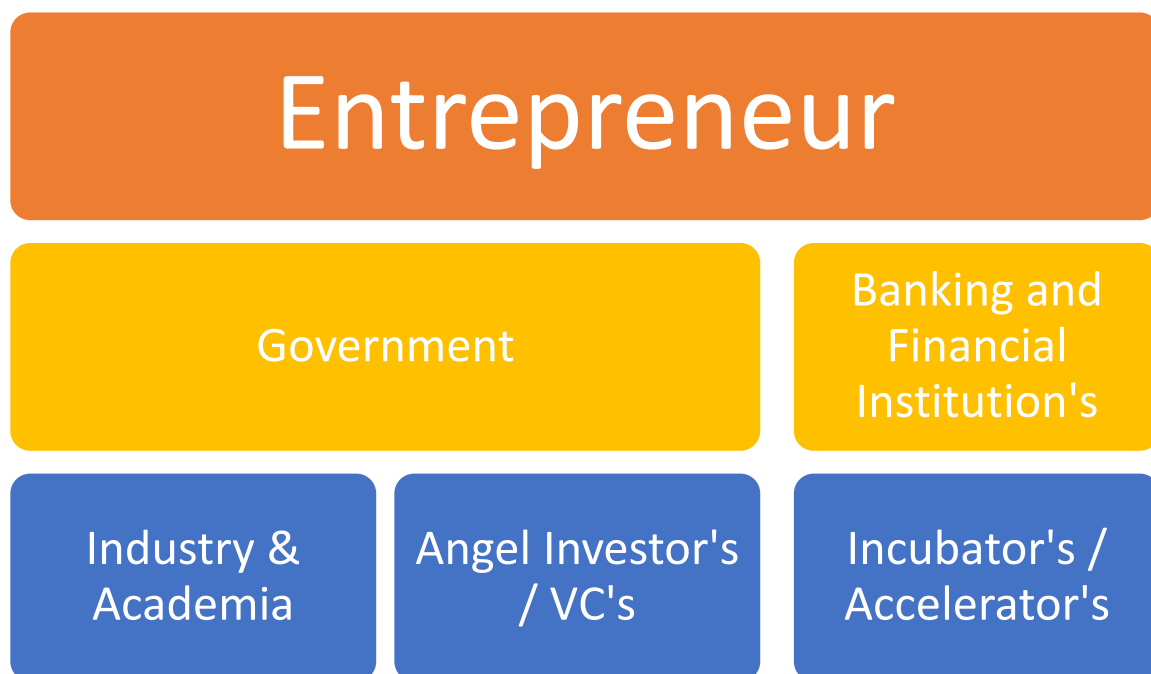 Entrepreneur
Government
Banking and
Financial
Institution's
Industry &
Academia
Angel Investor's
/ VC's
Incubator's /
Accelerator's